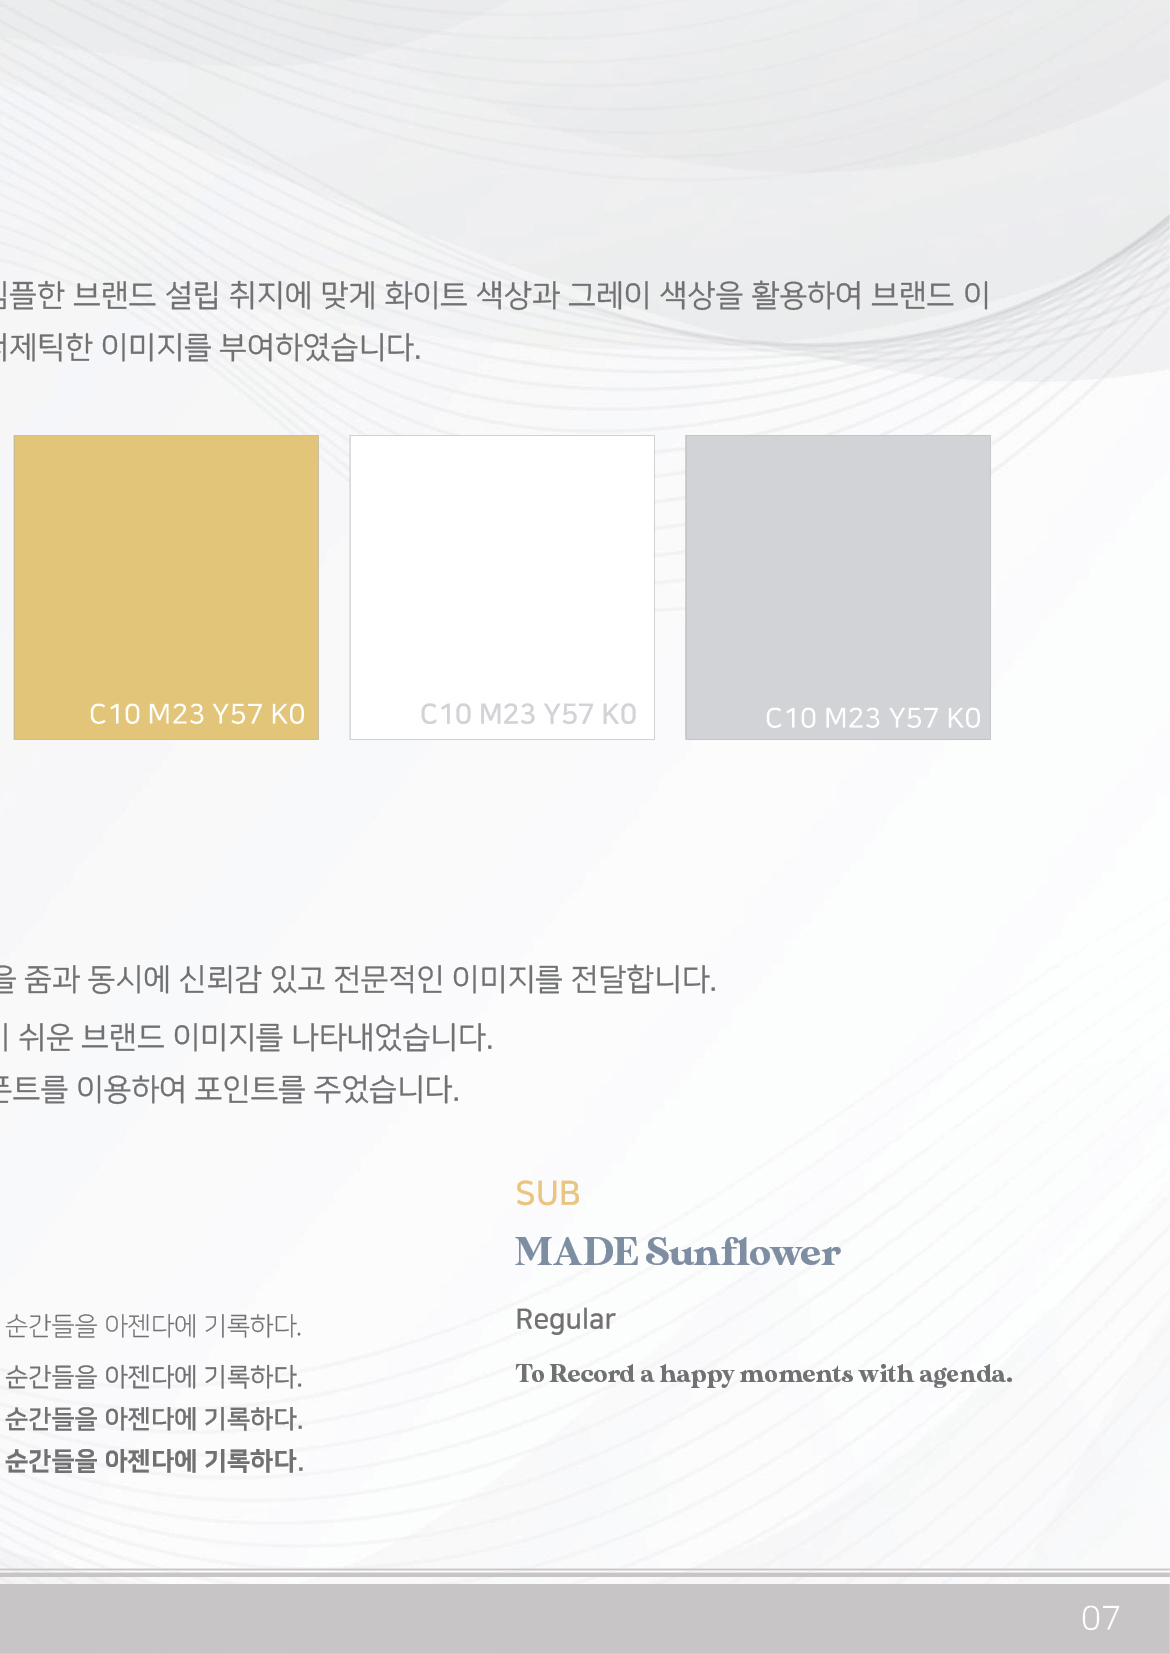 심플한 브랜드 설립 취지에 맞게 화이트 색상과 그레이 색상을 활용하여 브랜드 이
부여하였습니다.
이미지를
C10 M23 Y57 K0
C10 M23 Y57 K0
C10 M23 Y57 K0
줌과 동시에 신뢰감 있고 전문적인 이미지를 전달합니다.
쉬운 브랜드 이미지를 나타내었습니다.
이용하여 포인트를 주었습니다.
SUB
MADE Sunflower
Regular
To Record a happy moments with agenda.
순간들을 아젠다에 기록하다.
순간들을 아젠다에 기록하다.
순간들을 아젠다에 기록하다.
순간들을 아젠다에 기록하다.
07